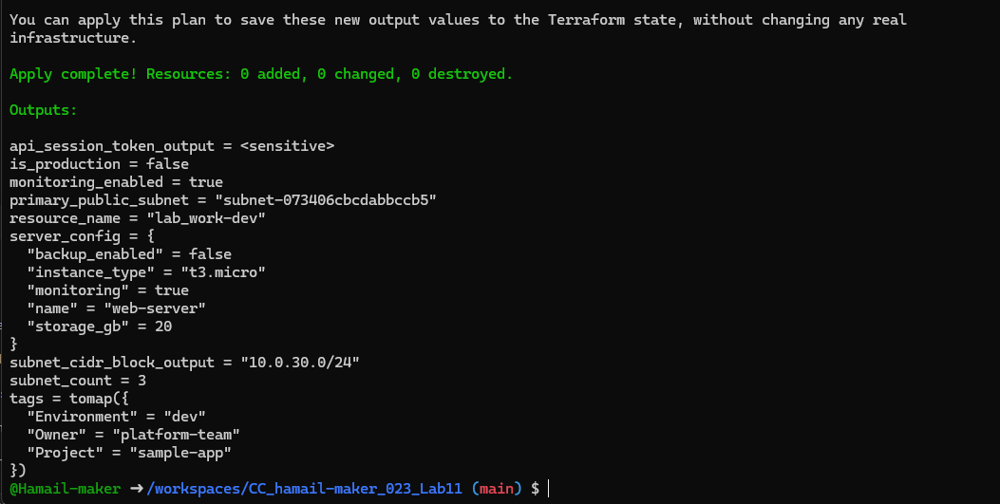 You can apply this plan to save these new output values to the Terraform state, without changing any real
infrastructure.
Apply complete! Resources: 0 added, 0 changed, 0 destroyed.
Outputs:
api_session_token_output = <sensitive>
is_production = false
monitoring_enabled = true
primary_public_subnet = "subnet-073406cbcdabbccb5"
resource_name = "lab_work-dev"
server_config = {
  "backup_enabled" = false
  "instance_type" = "t3.micro"
  "monitoring" = true
  "name" = "web-server"
  "storage_gb" = 20
}
subnet_cidr_block_output = "10.0.30.0/24"
subnet_count = 3
tags = tomap({
  "Environment" = "dev"
  "Owner" = "platform-team"
  "Project" = "sample-app"
})
@Hamail-maker ➜ /workspaces/CC_hamail-maker_023_Lab11 (main) $